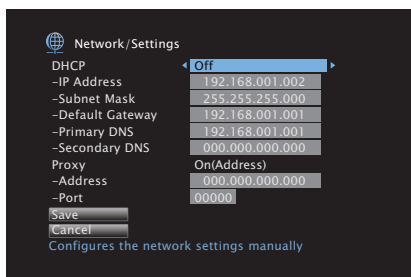 Network/Settings
DHCP Off
–IP Address 192.168.001.002
–Subnet Mask 255.255.255.000
–Default Gateway 192.168.001.001
–Primary DNS 192.168.001.001
–Secondary DNS 000.000.000.000
Proxy On(Address)
–Address 000.000.000.000
–Port 00000
Save
Cancel
Configures the network settings manually